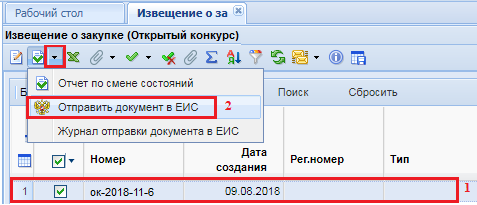 Рабочий стол Извещение о за
Извещение о закупке (Открытый конкурс)
Отчет по смене состояний
Отправить документ в ЕИС 2
Поиск Сбросить
Журнал отправки документа в ЕИС
Номер Дата создания Рег.номер Тип
1 ок-2018-11-6 09.08.2018 1